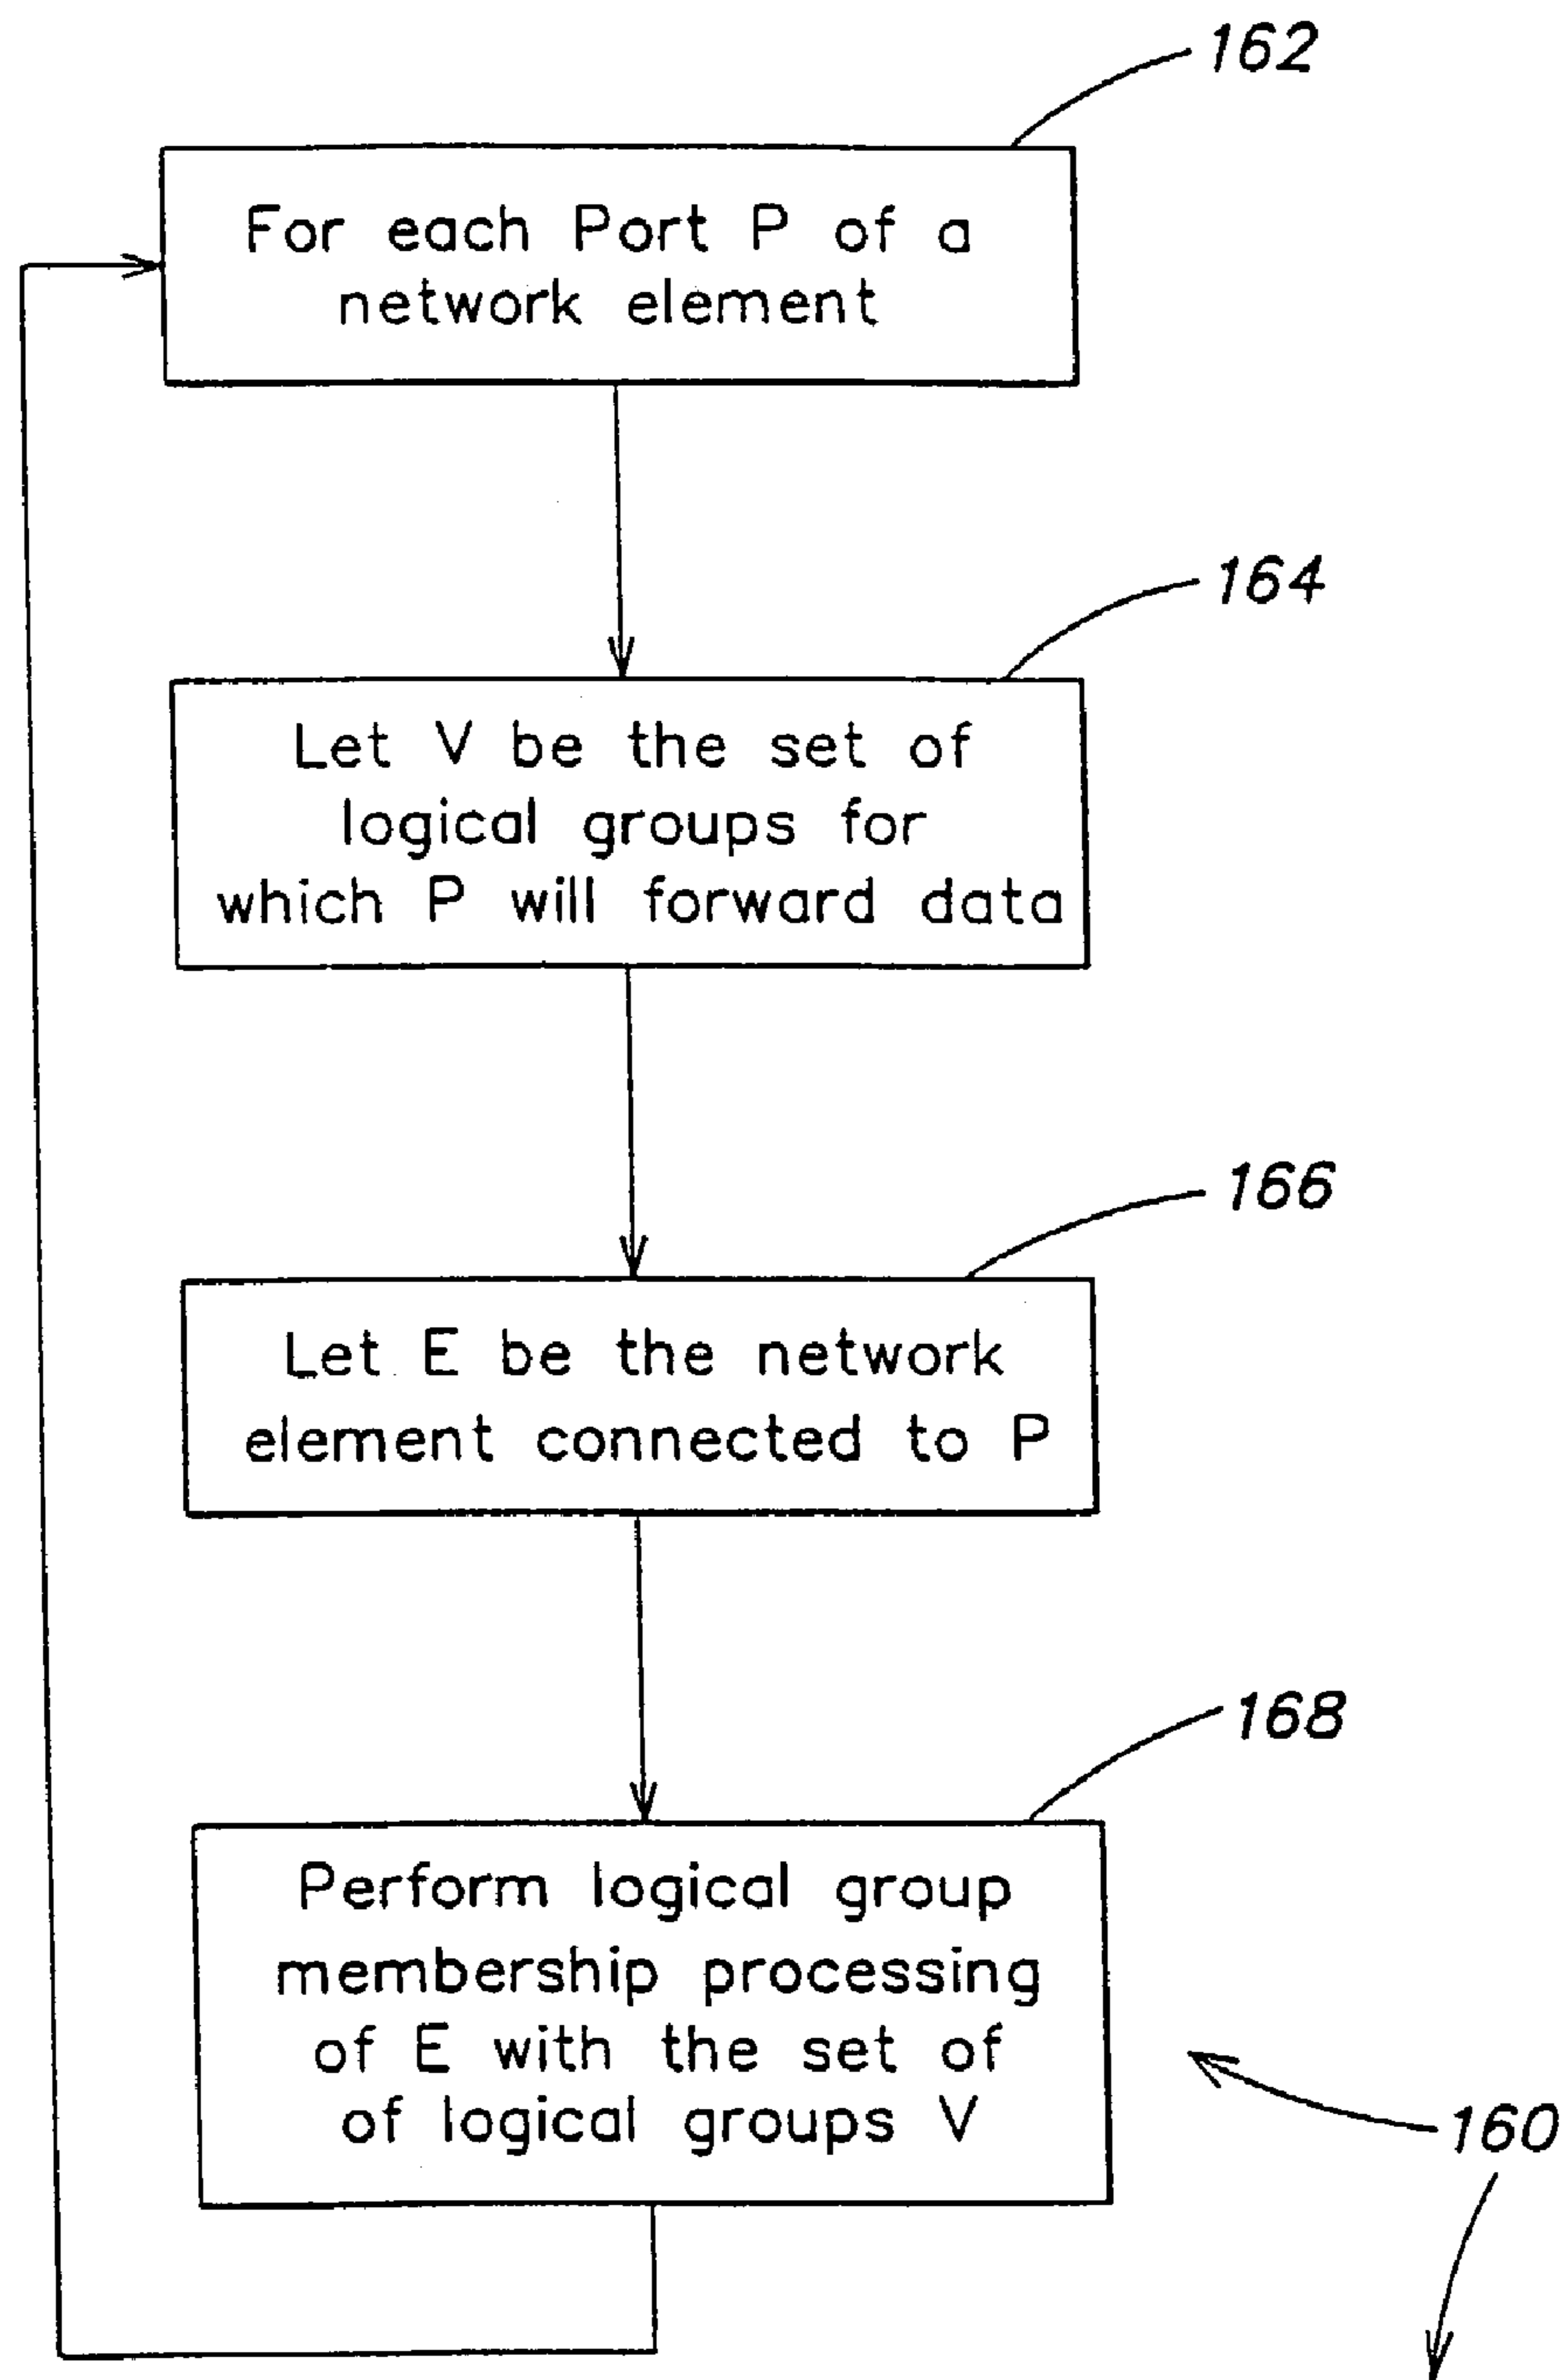 162
For each Port P of a
network element
164
Let V be the set of
logical groups for
which P will forward data
166
Let E be the network
element connected to P
168
Perform logical group
membership processing
of E with the set of
of logical groups V
160